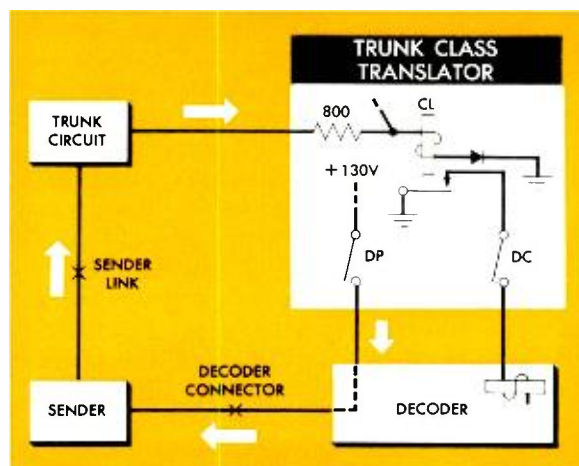 TRUNK CLASS
TRANSLATOR
TRUNK
CIRCUIT
800
CL
+130V
DP
DC
SENDER
LINK
DECODER
CONNECTOR
SENDER
DECODER